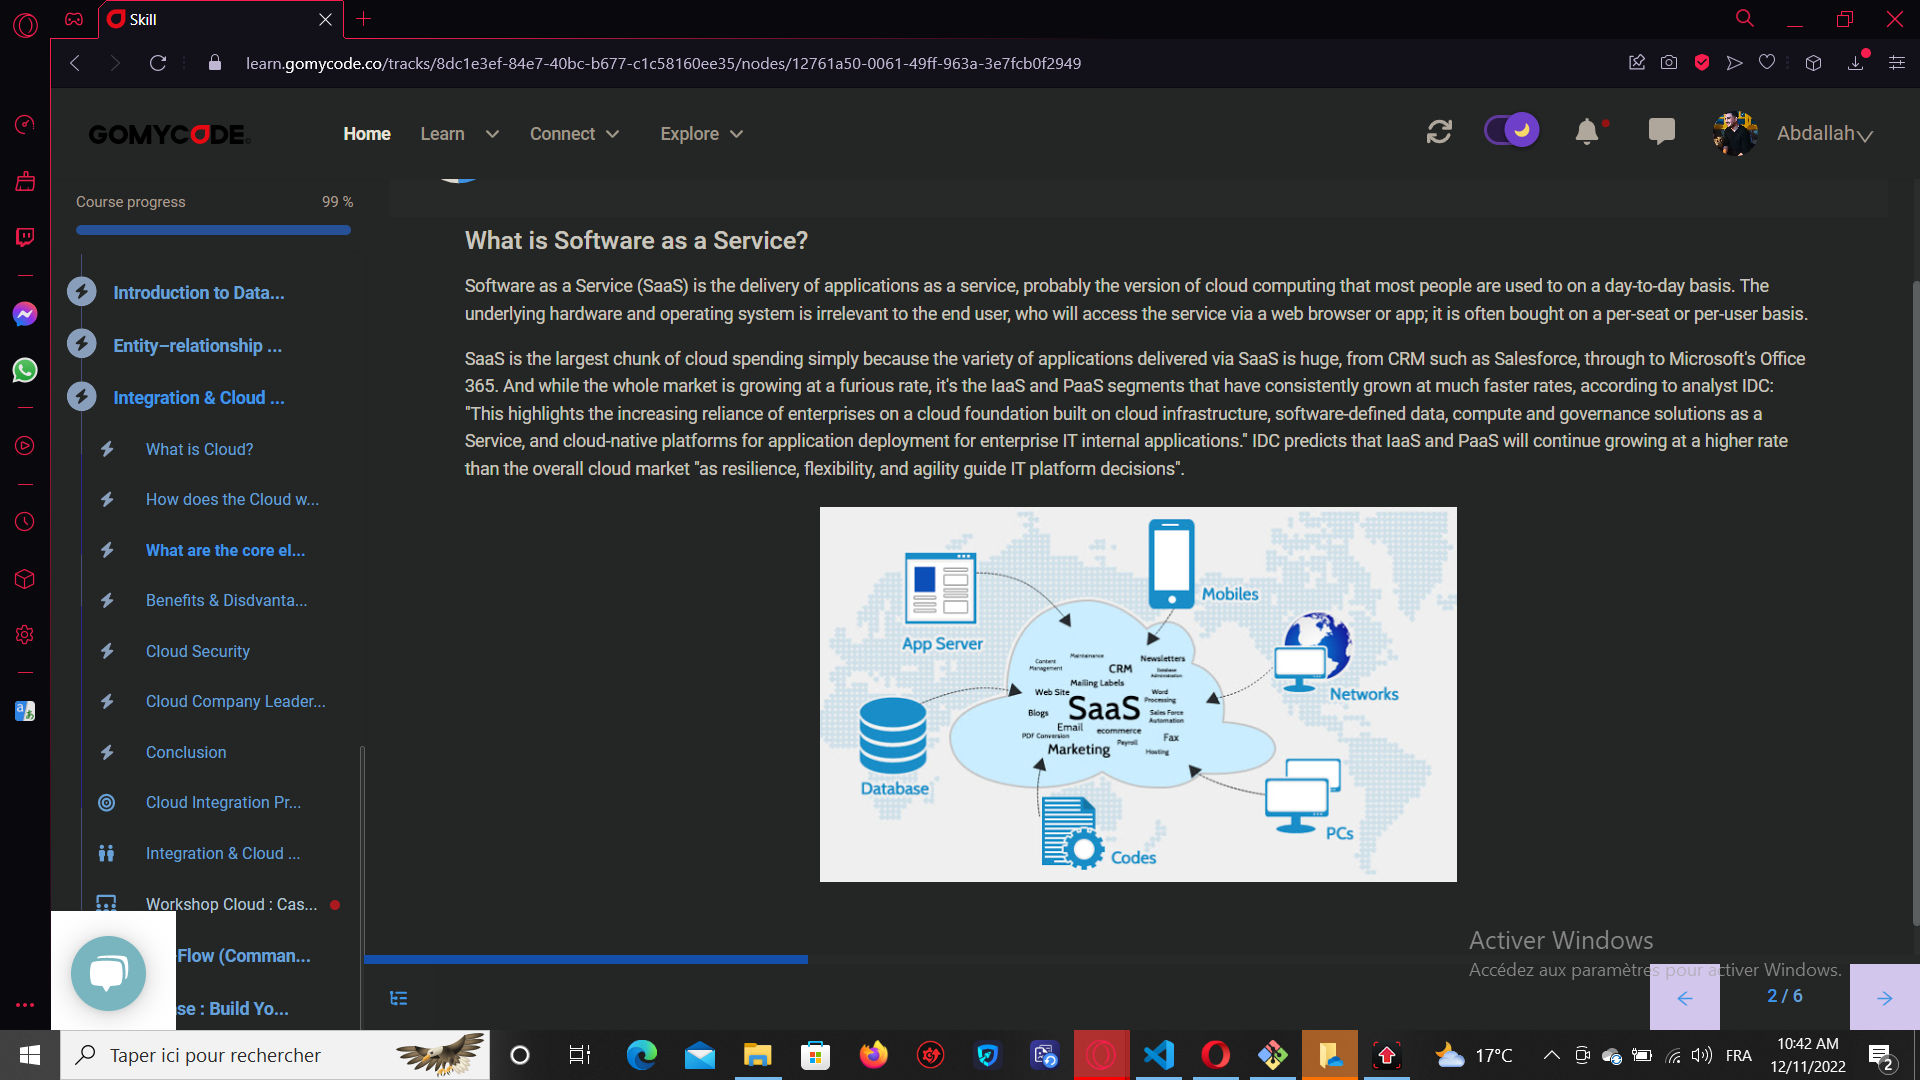 Skill
learn.gomycode.co/tracks/8dc1e3ef-84e7-40bc-b677-c1c58160ee35/nodes/12761a50-0061-49ff-963a-3e7fcb0f2949
GOMYCODE
Home
Learn
Connect
Explore
Abdallah
Course progress
99 %
Introduction to Data...
Entity–relationship ...
Integration & Cloud ...
What is Cloud?
How does the Cloud w...
What are the core el...
Benefits & Disdvanta...
Cloud Security
Cloud Company Leader...
Conclusion
Cloud Integration Pr...
Integration & Cloud ...
Workshop Cloud : Cas...
Flow (Comman...
se : Build Yo...
What is Software as a Service?
Software as a Service (SaaS) is the delivery of applications as a service, probably the version of cloud computing that most people are used to on a day-to-day basis. The
underlying hardware and operating system is irrelevant to the end user, who will access the service via a web browser or app; it is often bought on a per-seat or per-user basis.
SaaS is the largest chunk of cloud spending simply because the variety of applications delivered via SaaS is huge, from CRM such as Salesforce, through to Microsoft's Office
365. And while the whole market is growing at a furious rate, it's the IaaS and PaaS segments that have consistently grown at much faster rates, according to analyst IDC:
"This highlights the increasing reliance of enterprises on a cloud foundation built on cloud infrastructure, software-defined data, compute and governance solutions as a
Service, and cloud-native platforms for application deployment for enterprise IT internal applications." IDC predicts that IaaS and PaaS will continue growing at a higher rate
than the overall cloud market "as resilience, flexibility, and agility guide IT platform decisions".
App Server
Mobiles
Networks
Database
PCs
Codes
Content
Management
Maintainance
CRM
Newsletters
Database
Administration
Mailing Labels
Web Site
Word
Processing
Blogs
SaaS
Sales Force
Automation
Email
ecommerce
PDF Conversion
Payroll
Fax
Marketing
Hosting
Activer Windows
Accédez aux paramètres pour activer Windows.
2 / 6
Taper ici pour rechercher
17°C
FRA
10:42 AM
12/11/2022
2